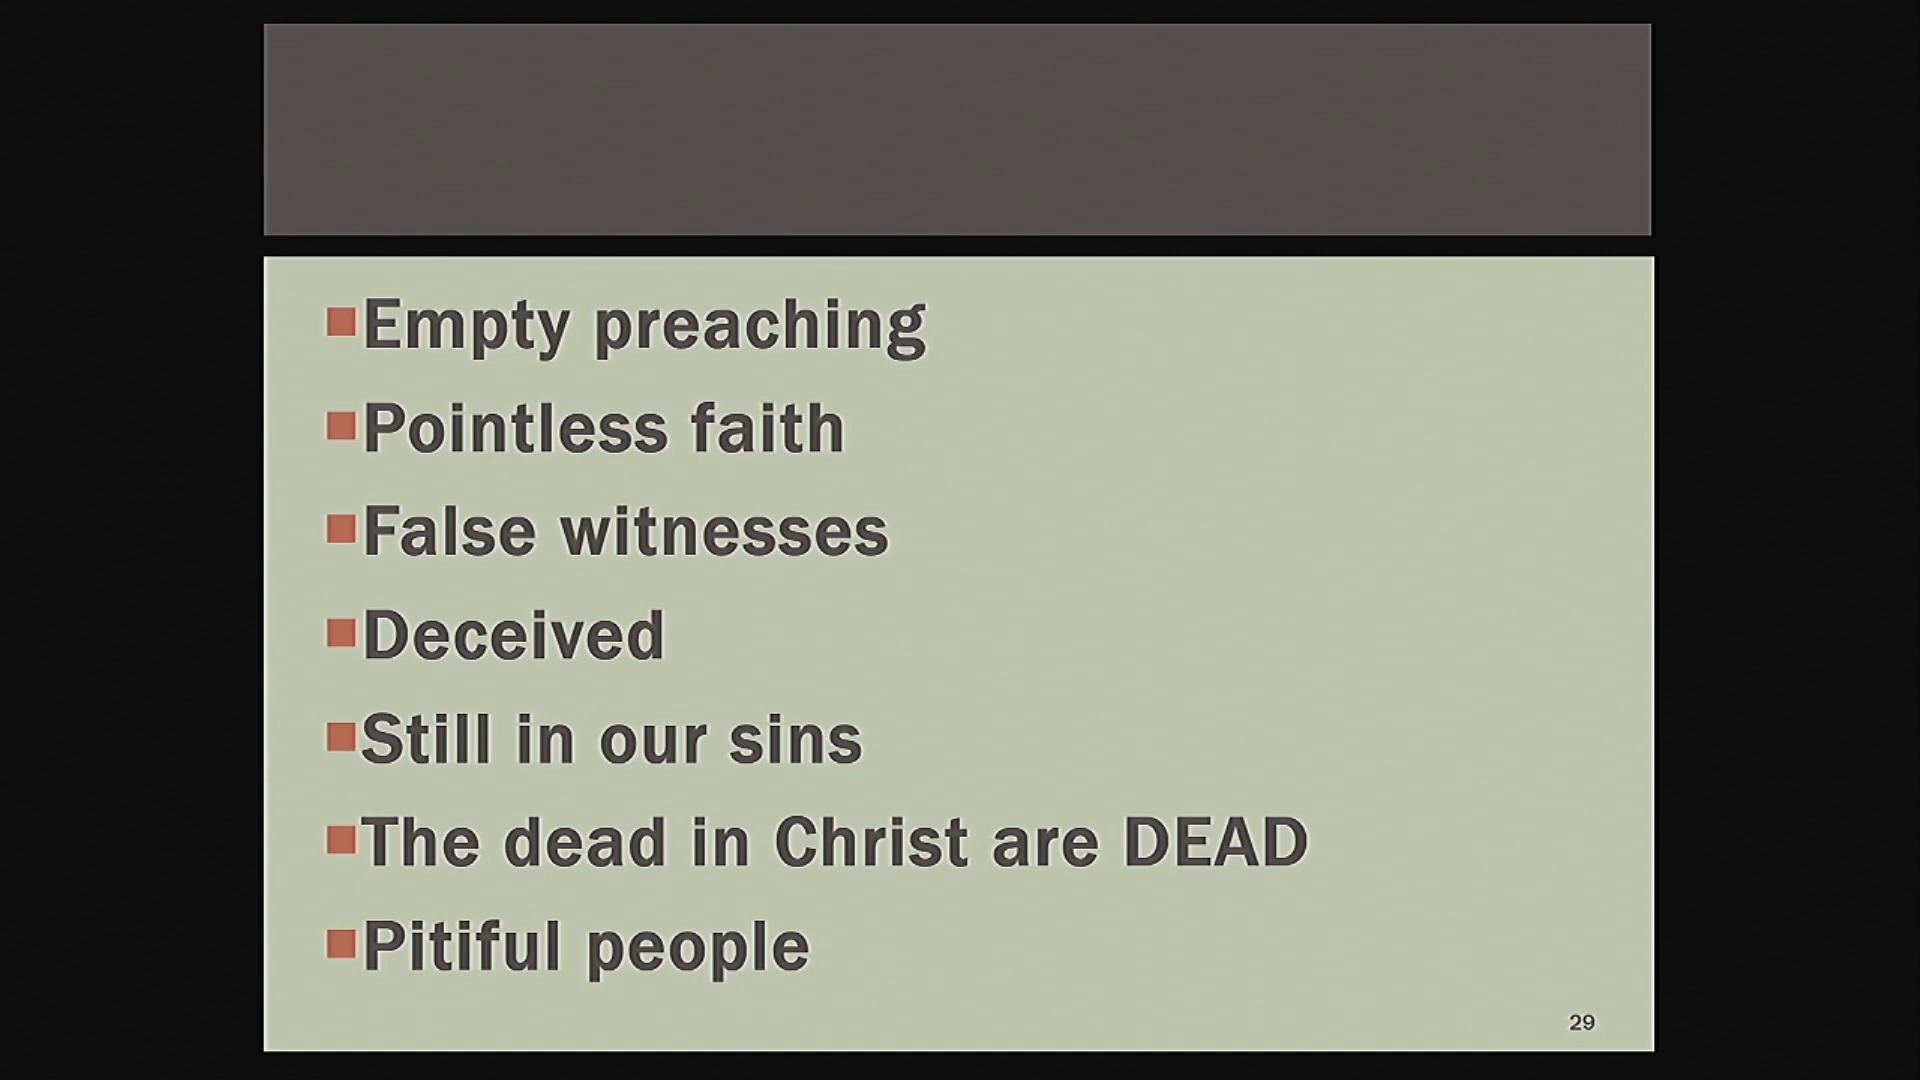 Empty preaching
Pointless faith
False witnesses
Deceived
Still in our sins
The dead in Christ are DEAD
Pitiful people
29